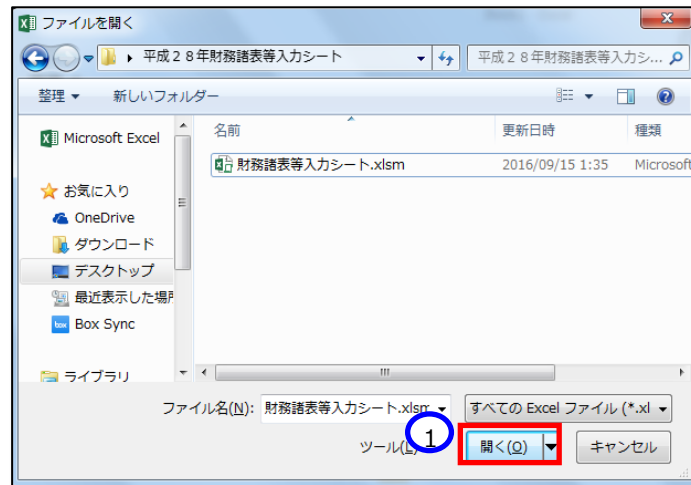 ファイルを開く
平成２８年財務諸表等入力シート
平成２８年財務諸表等入力シ...
整理 新しいフォルダー
名前 更新日時 種類
Microsoft Excel
財務諸表等入力シート.xlsm 2016/09/15 1:35 Microsoft
お気に入り
OneDrive
ダウンロード
デスクトップ
最近表示した場所
box Box Sync
ライブラリ
ファイル名(N): 財務諸表等入力シート.xlsm すべての Excel ファイル (*.xl
ツール(L) 1 開く(O) キャンセル